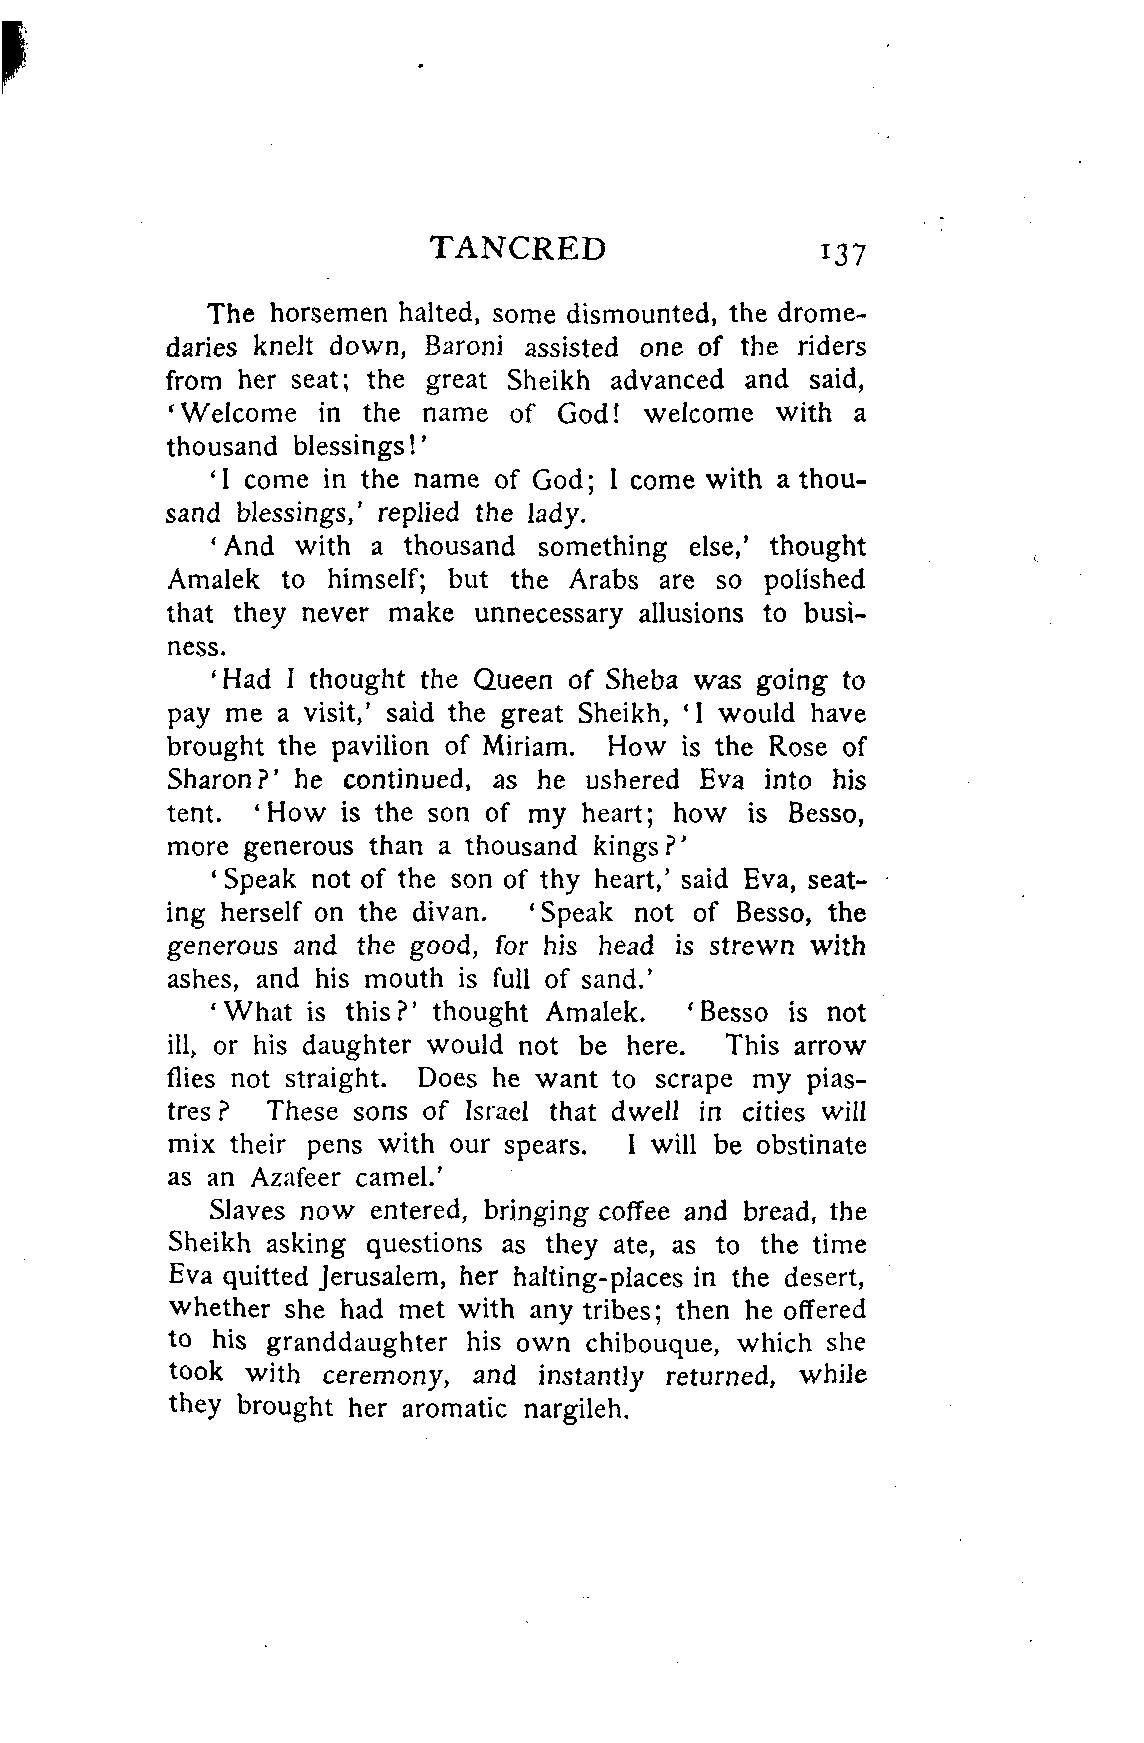 TANCRED 137
The horsemen halted, some dismounted, the drome-
daries knelt down, Baroni assisted one of the riders
from her seat; the great Sheikh advanced and said,
‘Welcome in the name of God! welcome with a
thousand blessings!’
‘I come in the name of God; I come with a thou-
sand blessings,’ replied the lady.
‘And with a thousand something else,’ thought
Amalek to himself; but the Arabs are so polished
that they never make unnecessary allusions to busi-
ness.
‘Had I thought the Queen of Sheba was going to
pay me a visit,’ said the great Sheikh, ‘I would have
brought the pavilion of Miriam. How is the Rose of
Sharon?’ he continued, as he ushered Eva into his
tent. ‘How is the son of my heart; how is Besso,
more generous than a thousand kings?’
‘Speak not of the son of thy heart,’ said Eva, seat-
ing herself on the divan. ‘Speak not of Besso, the
generous and the good, for his head is strewn with
ashes, and his mouth is full of sand.’
‘What is this?’ thought Amalek. ‘Besso is not
ill, or his daughter would not be here. This arrow
flies not straight. Does he want to scrape my pias-
tres? These sons of Israel that dwell in cities will
mix their pens with our spears. I will be obstinate
as an Azafeer camel.’
Slaves now entered, bringing coffee and bread, the
Sheikh asking questions as they ate, as to the time
Eva quitted Jerusalem, her halting-places in the desert,
whether she had met with any tribes; then he offered
to his granddaughter his own chibouque, which she
took with ceremony, and instantly returned, while
they brought her aromatic nargileh.